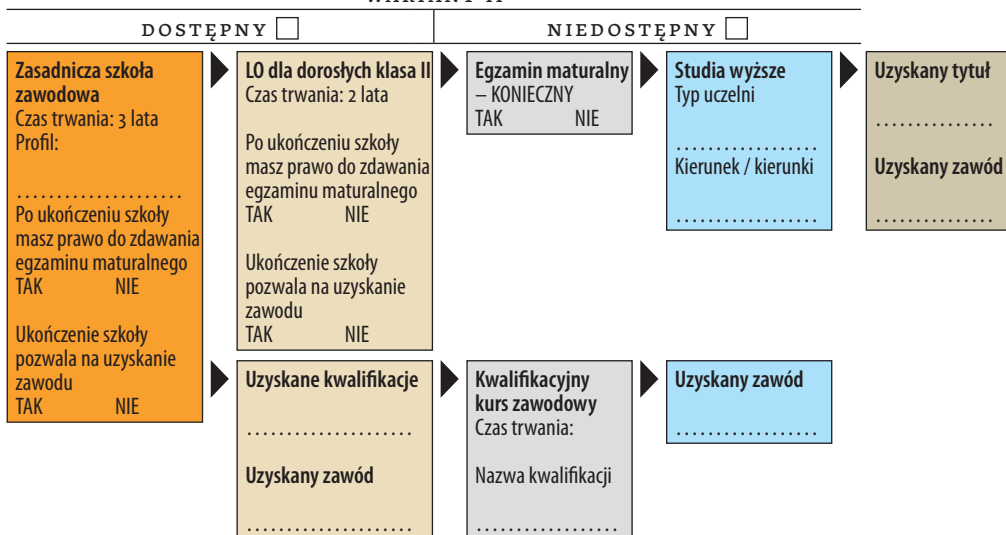 DOSTĘPNY
NIEDOSTĘPNY
Zasadnicza szkoła
zawodowa
Czas trwania: 3 lata
Profil:
.....................
Po ukończeniu szkoły
masz prawo do zdawania
egzaminu maturalnego
TAK NIE
Ukończenie szkoły
pozwala na uzyskanie
zawodu
TAK NIE
LO dla dorosłych klasa II
Czas trwania: 2 lata
Po ukończeniu szkoły
masz prawo do zdawania
egzaminu maturalnego
TAK NIE
Ukończenie szkoły
pozwala na uzyskanie
zawodu
TAK NIE
Egzamin maturalny
– KONIECZNY
TAK NIE
Studia wyższe
Typ uczelni
..................
Kierunek / kierunki
..................
Uzyskany tytuł
...............
Uzyskany zawód
...............
Uzyskane kwalifikacje
.....................
Uzyskany zawód
.....................
Kwalifikacyjny
kurs zawodowy
Czas trwania:
Nazwa kwalifikacji
..................
Uzyskany zawód
..................